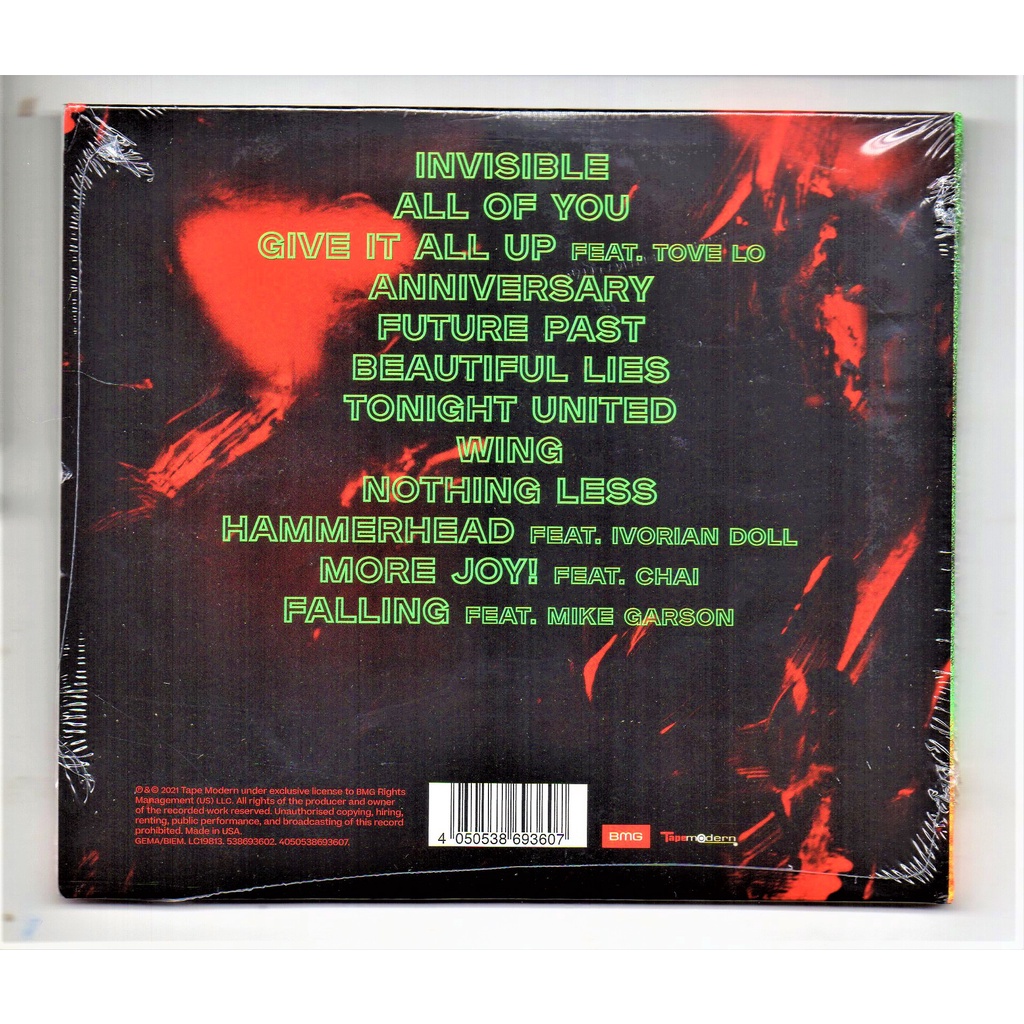 INVISIBLE
ALL OF YOU
GIVE IT ALL UP FEAT. TOVE LO
ANNIVERSARY
FUTURE PAST
BEAUTIFUL LIES
TONIGHT UNITED
WING
NOTHING LESS
HAMMERHEAD FEAT. IVORIAN DOLL
MORE JOY! FEAT. CHAI
FALLING FEAT. MIKE GARSON
℗&© 2021 Tape Modern under exclusive license to BMG Rights
Management (US) LLC. All rights of the producer and owner
of the recorded work reserved. Unauthorised copying, hiring,
renting, public performance, and broadcasting of this record
prohibited. Made in USA.
GEMA/BIEM. LC19813. 538693602. 4050538693607.
4 050538 693607
BMG
Tapemodern